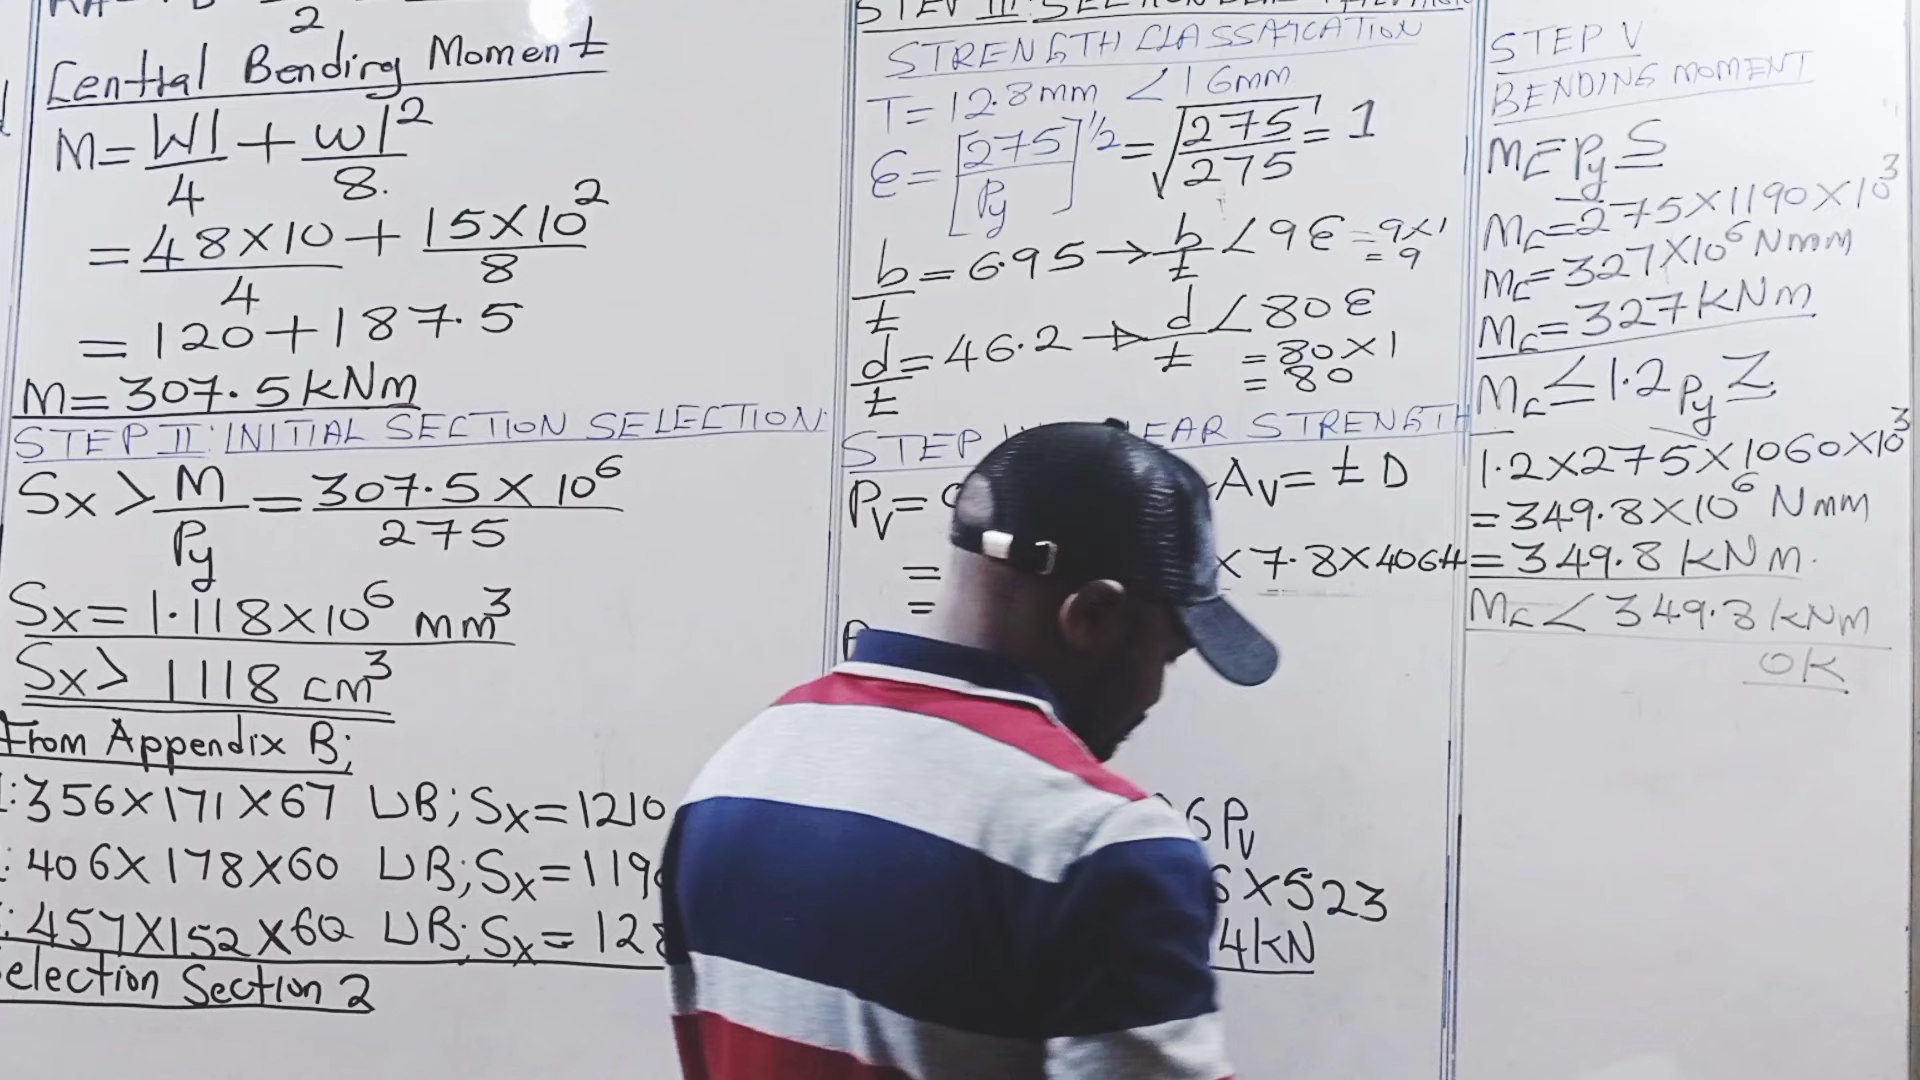 2
Central Bending Moment
M = Wl/4 + wl²/8.
= 48×10/4 + 15×10²/8
= 120+187.5
M = 307.5 kNm
STEP II: INITIAL SECTION SELECTION
Sx > M/Py = 307.5 × 10⁶/275
Sx = 1.118×10⁶ mm³
Sx > 1118 cm³
From Appendix B;
: 356×171×67 UB; Sx = 1210
: 406×178×60 UB; Sx = 119
: 457×152×60 UB; Sx = 128
election Section 2
STRENGTH CLASSIFICATION
T = 12.8mm < 16mm
ε = [275/Py]^1/2 = √275/275 = 1
b/t = 6.95 → b/t < 9ε = 9×1
= 9
d/t = 46.2 → d/t < 80ε
= 80×1
= 80
STEP EAR STRENGTH
Pv = Av = tD
= × 7.8×406.4
=
6Pv
×523
4kN
STEP V
BENDING MOMENT
Mc = 275×1190×10³
Mc = 327×10⁶ Nmm
Mc = 327 kNm
Mc ≤ 1.2 Py Z
1.2×275×1060×10³
= 349.8×10⁶ Nmm
= 349.8 kNm.
Mc < 349.8 kNm
OK